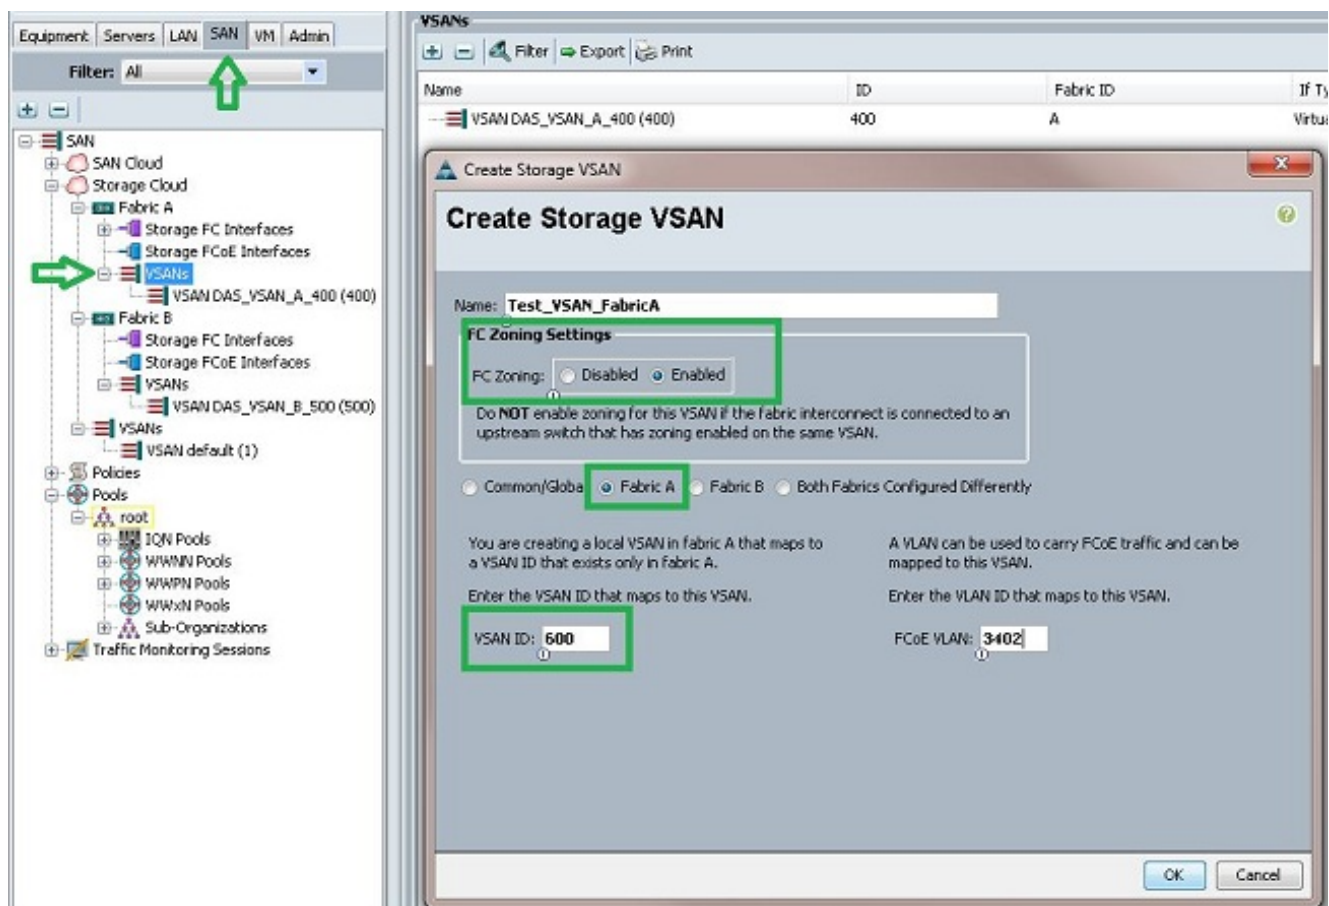 Equipment Servers LAN SAN VM Admin
Filter: All
SAN
SAN Cloud
Storage Cloud
Fabric A
Storage FC Interfaces
Storage FCoE Interfaces
VSANs
VSAN DAS_VSAN_A_400 (400)
Fabric B
Storage FC Interfaces
Storage FCoE Interfaces
VSANs
VSAN DAS_VSAN_B_500 (500)
VSANs
VSAN default (1)
Policies
Pools
root
IQN Pools
WWNN Pools
WWPN Pools
WWxN Pools
Sub-Organizations
Traffic Monitoring Sessions
VSANs
Filter Export Print
Name ID Fabric ID If Ty
VSAN DAS_VSAN_A_400 (400) 400 A Virtua
Create Storage VSAN
Create Storage VSAN
Name: Test_VSAN_FabricA
FC Zoning Settings
FC Zoning: Disabled Enabled
Do NOT enable zoning for this VSAN if the fabric interconnect is connected to an
upstream switch that has zoning enabled on the same VSAN.
Common/Global Fabric A Fabric B Both Fabrics Configured Differently
You are creating a local VSAN in fabric A that maps to
a VSAN ID that exists only in fabric A.
Enter the VSAN ID that maps to this VSAN.
VSAN ID: 600
A VLAN can be used to carry FCoE traffic and can be
mapped to this VSAN.
Enter the VLAN ID that maps to this VSAN.
FCoE VLAN: 3402
OK Cancel